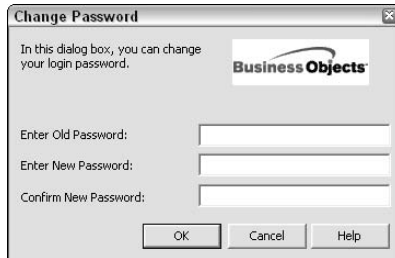 Change Password
In this dialog box, you can change
your login password.
Business Objects
Enter Old Password:
Enter New Password:
Confirm New Password:
OK Cancel Help